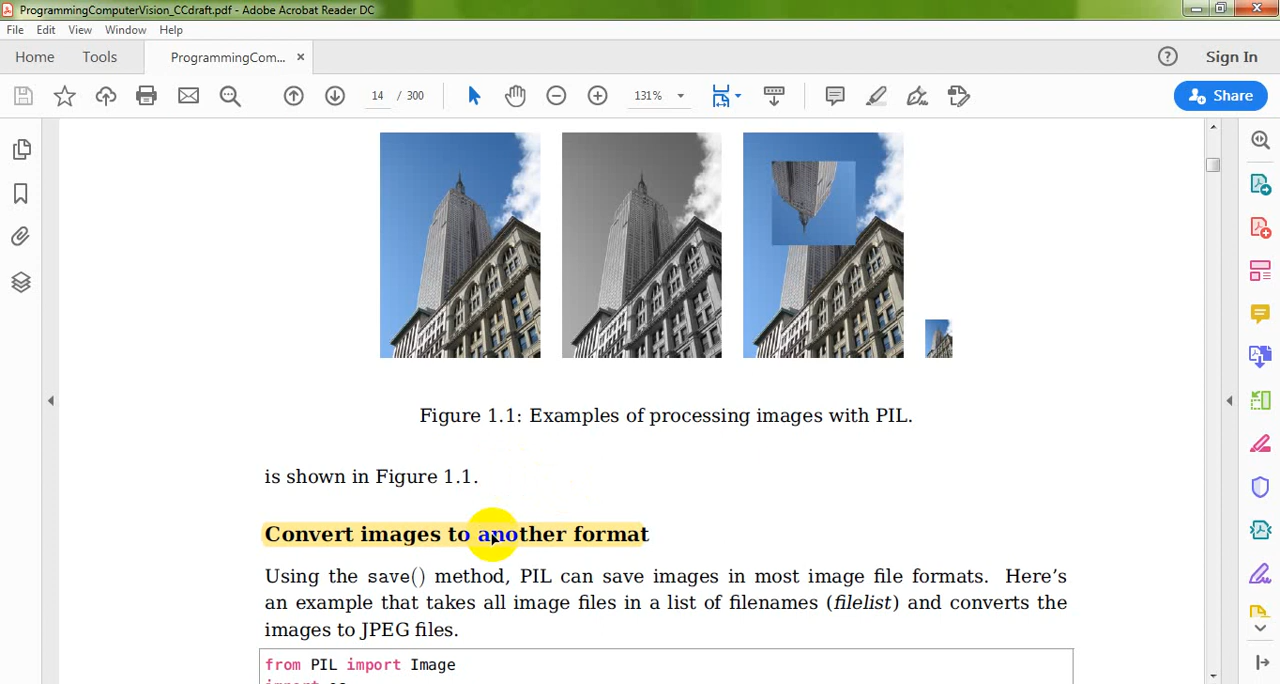 ProgrammingComputerVision_CCdraft.pdf - Adobe Acrobat Reader DC
File Edit View Window Help
Home Tools ProgrammingCom... ×
Sign In
14 / 300 131% Share
Figure 1.1: Examples of processing images with PIL.
is shown in Figure 1.1.
Convert images to another format
Using the save() method, PIL can save images in most image file formats. Here's
an example that takes all image files in a list of filenames (filelist) and converts the
images to JPEG files.
from PIL import Image